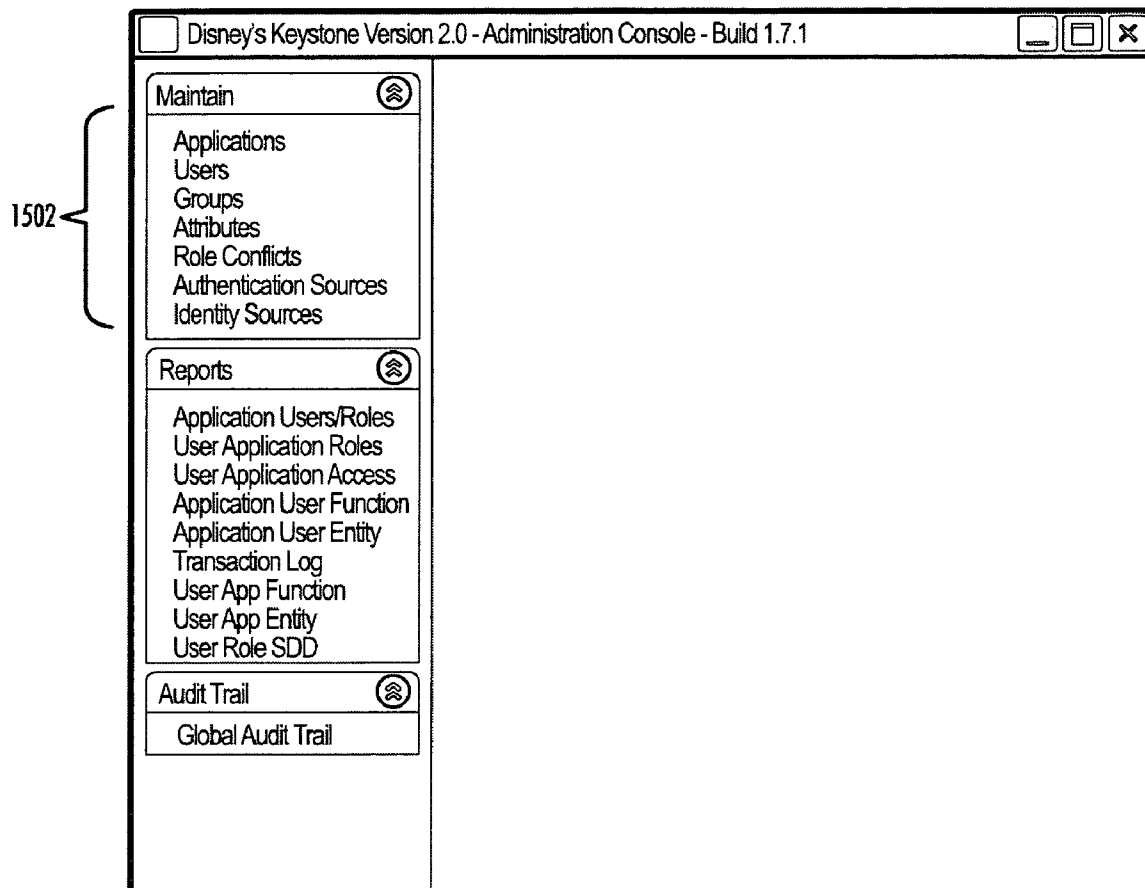 Disney's Keystone Version 2.0 - Administration Console - Build 1.7.1
Maintain
Applications
Users
Groups
Attributes
Role Conflicts
Authentication Sources
Identity Sources
1502
Reports
Application Users/Roles
User Application Roles
User Application Access
Application User Function
Application User Entity
Transaction Log
User App Function
User App Entity
User Role SDD
Audit Trail
Global Audit Trail